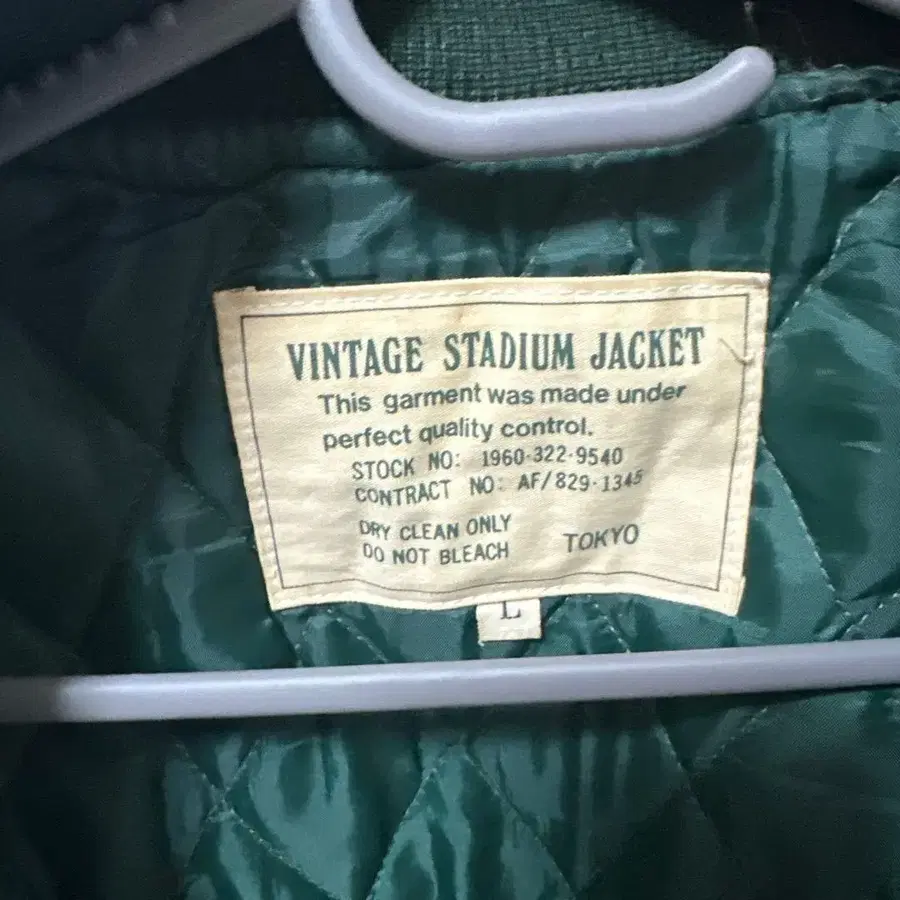 VINTAGE STADIUM JACKET
This garment was made under
perfect quality control.
STOCK NO: 1960-322-9540
CONTRACT NO: AF/829-1345
DRY CLEAN ONLY
DO NOT BLEACH TOKYO
L